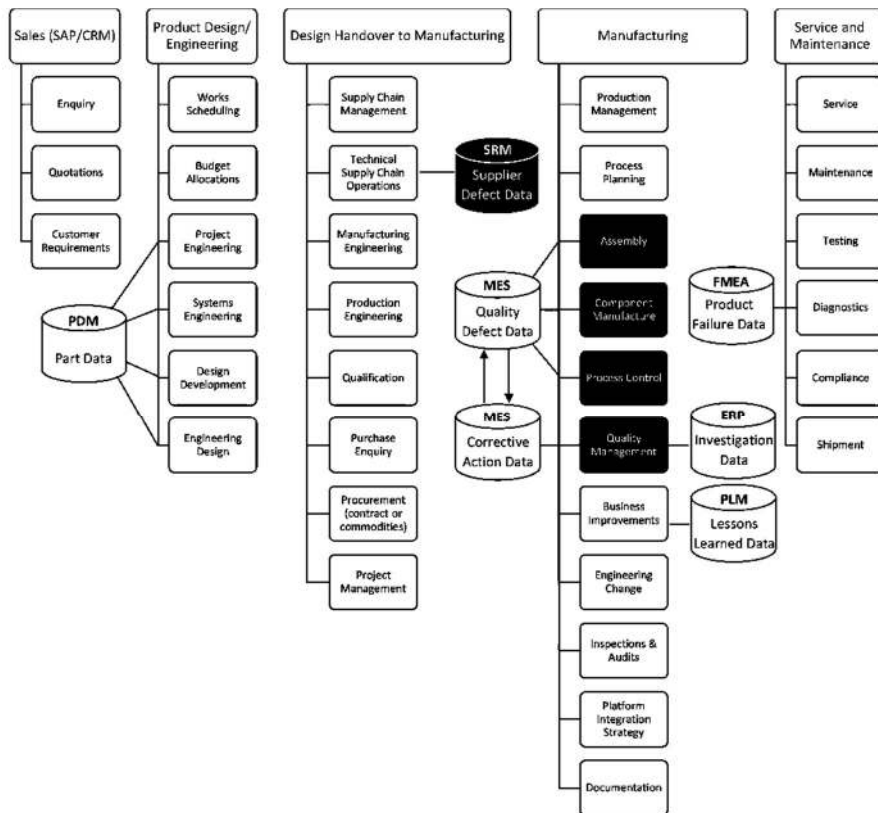 Sales (SAP/CRM)
Enquiry
Quotations
Customer
Requirements
Product Design/
Engineering
Works
Scheduling
Budget
Allocations
Project
Engineering
Systems
Engineering
Design
Development
Engineering
Design
PDM
Part Data
Design Handover to Manufacturing
Supply Chain
Management
Technical
Supply Chain
Operations
Manufacturing
Engineering
Production
Engineering
Qualification
Purchase
Enquiry
Procurement
(contract or
commodities)
Project
Management
SRM
Supplier
Defect Data
MES
Quality
Defect Data
MES
Corrective
Action Data
Manufacturing
Production
Management
Process
Planning
Assembly
Component
Manufacture
Process Control
Quality
Management
Business
Improvements
Engineering
Change
Inspections &
Audits
Platform
Integration
Strategy
Documentation
FMEA
Product
Failure Data
ERP
Investigation
Data
PLM
Lessons
Learned Data
Service and
Maintenance
Service
Maintenance
Testing
Diagnostics
Compliance
Shipment